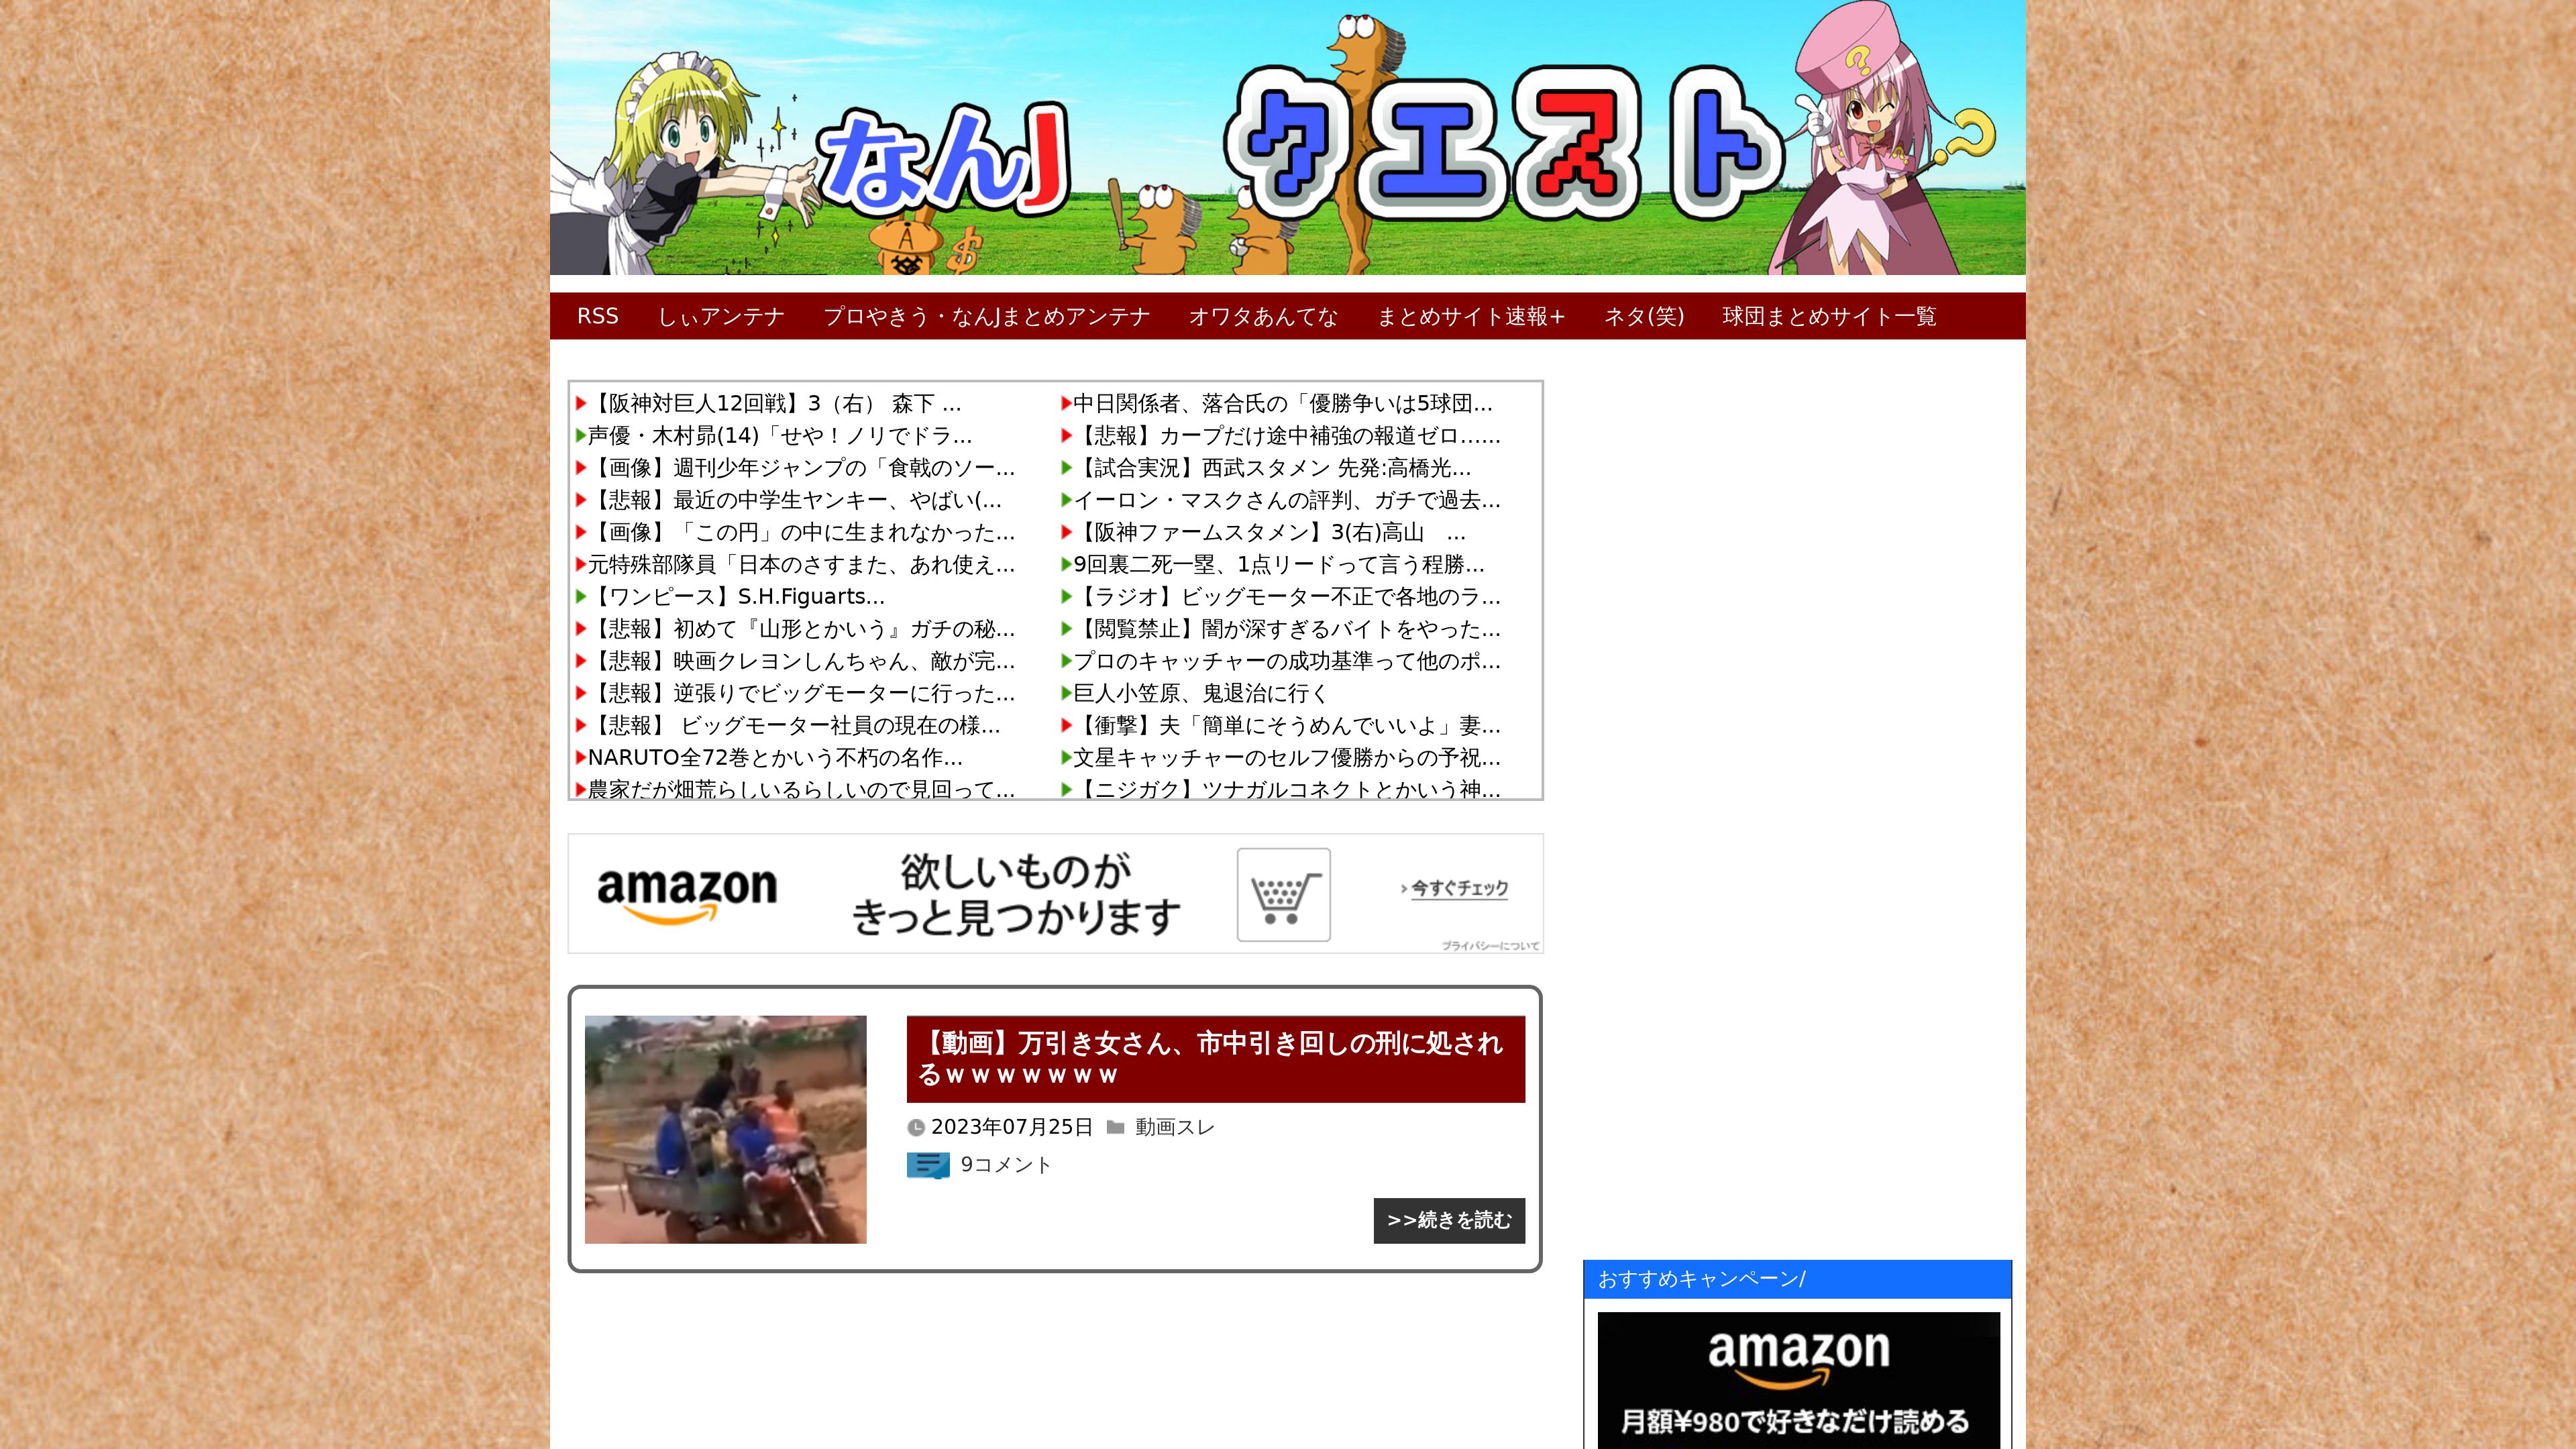 なんJ クエスト
RSS しぃアンテナ プロやきう・なんJまとめアンテナ オワタあんてな まとめサイト速報+ ネタ(笑) 球団まとめサイト一覧
【阪神対巨人12回戦】3（右） 森下 ...
声優・木村昴(14)「せや！ノリでドラ...
【画像】週刊少年ジャンプの「食戟のソー...
【悲報】最近の中学生ヤンキー、やばい(...
【画像】「この円」の中に生まれなかった...
元特殊部隊員「日本のさすまた、あれ使え...
【ワンピース】S.H.Figuarts...
【悲報】初めて『山形とかいう』ガチの秘...
【悲報】映画クレヨンしんちゃん、敵が完...
【悲報】逆張りでビッグモーターに行った...
【悲報】 ビッグモーター社員の現在の様...
NARUTO全72巻とかいう不朽の名作...
農家だが畑荒らしいるらしいので見回って...
中日関係者、落合氏の「優勝争いは5球団...
【悲報】カープだけ途中補強の報道ゼロ......
【試合実況】西武スタメン 先発:高橋光...
イーロン・マスクさんの評判、ガチで過去...
【阪神ファームスタメン】3(右)高山　...
9回裏二死一塁、1点リードって言う程勝...
【ラジオ】ビッグモーター不正で各地のラ...
【閲覧禁止】闇が深すぎるバイトをやった...
プロのキャッチャーの成功基準って他のポ...
巨人小笠原、鬼退治に行く
【衝撃】夫「簡単にそうめんでいいよ」妻...
文星キャッチャーのセルフ優勝からの予祝...
【ニジガク】ツナガルコネクトとかいう神...
amazon
欲しいものが
きっと見つかります
›今すぐチェック
プライバシーについて
【動画】万引き女さん、市中引き回しの刑に処され
るｗｗｗｗｗｗｗ
2023年07月25日 動画スレ
9コメント
>>続きを読む
おすすめキャンペーン/
amazon
月額¥980で好きなだけ読める